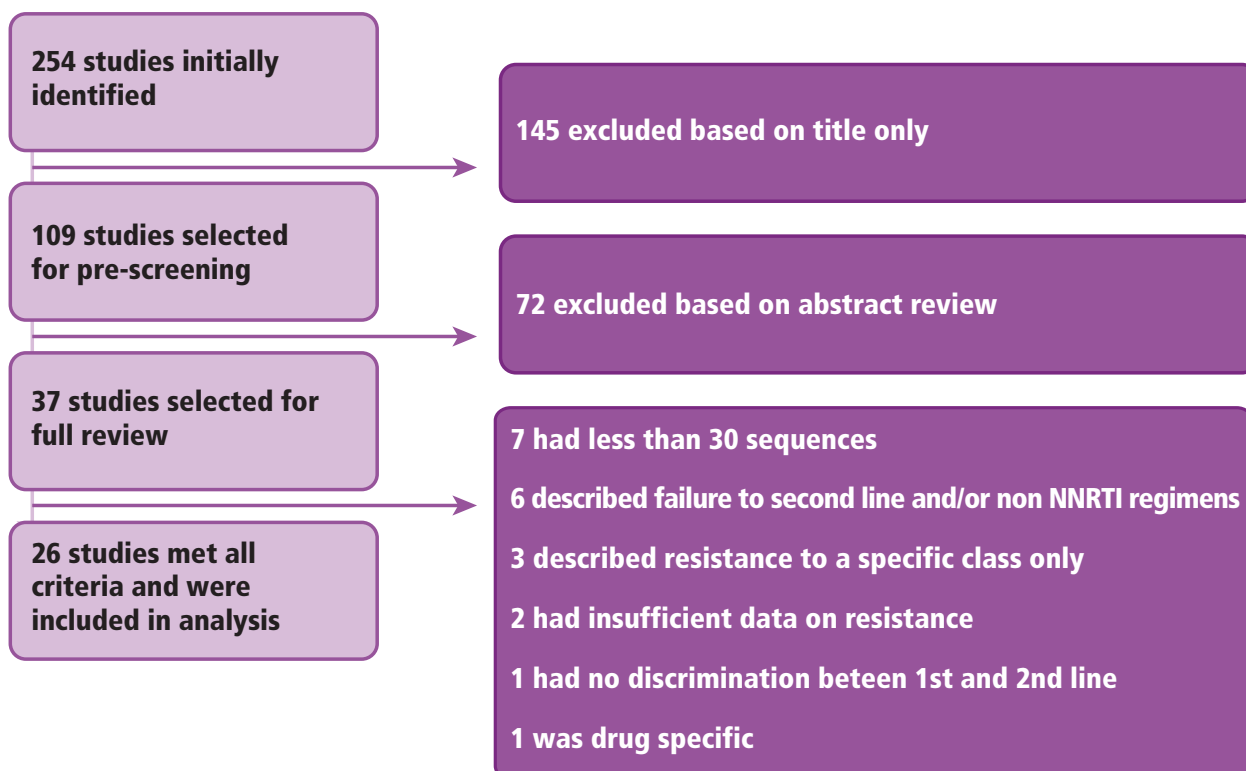 254 studies initially
identified
145 excluded based on title only
109 studies selected
for pre-screening
72 excluded based on abstract review
37 studies selected for
full review
7 had less than 30 sequences
6 described failure to second line and/or non NNRTI regimens
3 described resistance to a specific class only
2 had insufficient data on resistance
1 had no discrimination beteen 1st and 2nd line
1 was drug specific
26 studies met all
criteria and were
included in analysis